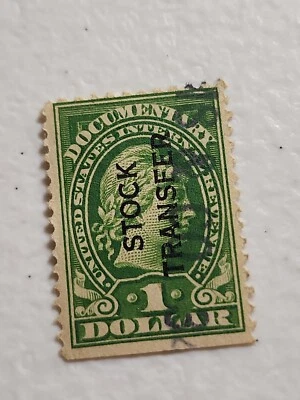 DOCUMENTARY
UNITED STATES INTERNAL REVENUE
STOCK
TRANSFER
1
DOLLAR